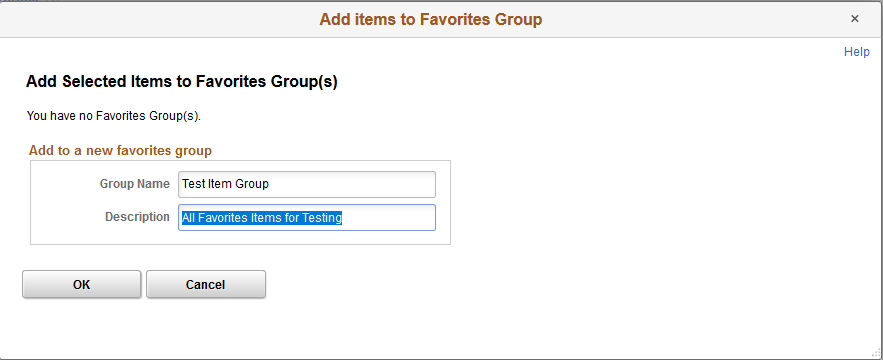 Add items to Favorites Group
×
Help
Add Selected Items to Favorites Group(s)
You have no Favorites Group(s).
Add to a new favorites group
Group Name Test Item Group
Description All Favorites Items for Testing
OK Cancel